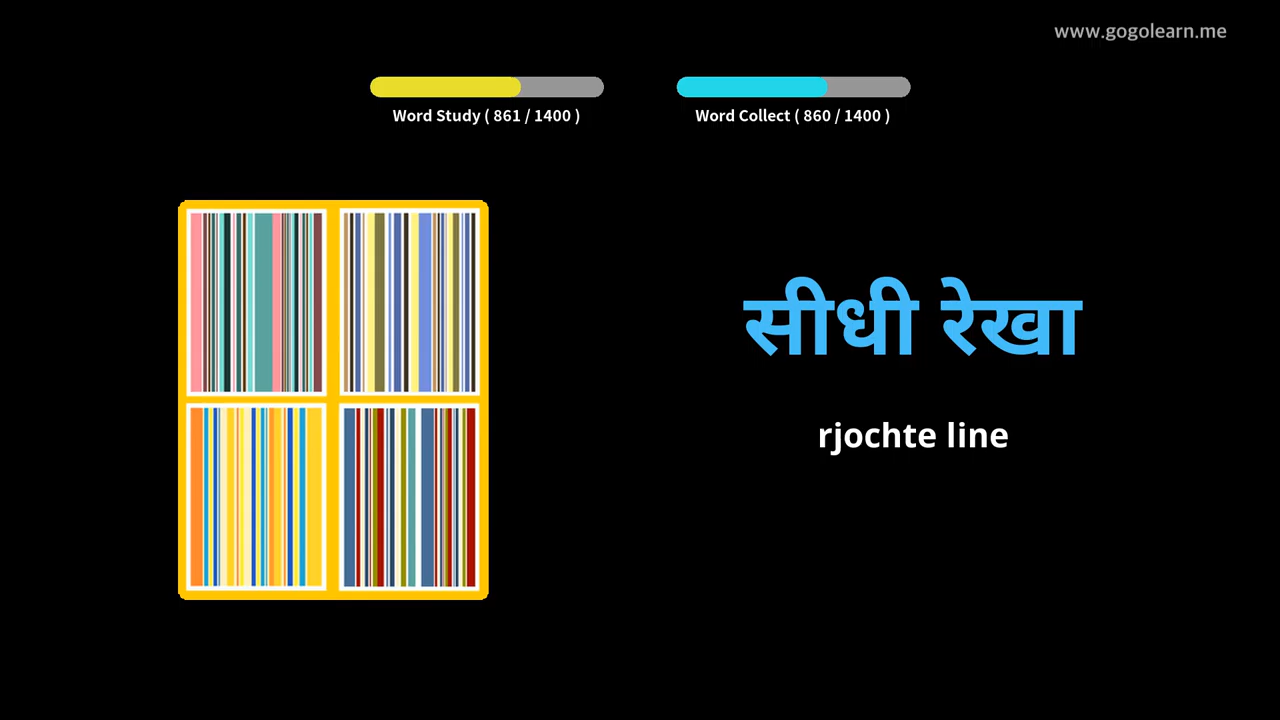 www.gogolearn.me
Word Study ( 861 / 1400 )
Word Collect ( 860 / 1400 )
सीधी रेखा
rjochte line